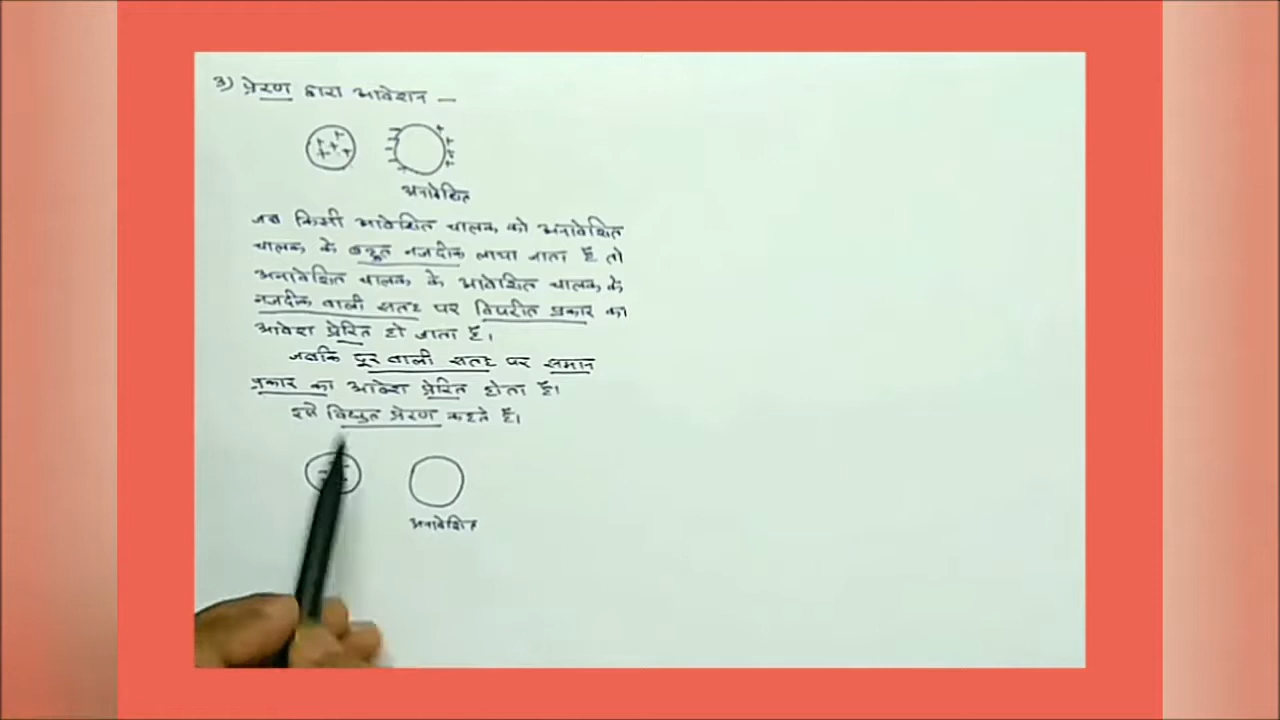 3) प्रेरण द्वारा आवेशन —
अनावेशित
जब किसी आवेशित चालक को अनावेशित
चालक के बहुत नजदीक लाया जाता है तो
अनावेशित चालक के आवेशित चालक के
नजदीक वाली सतह पर विपरीत प्रकार का
आवेश प्रेरित हो जाता है।
जबकि दूर वाली सतह पर समान
प्रकार का आवेश प्रेरित होता है।
इसे विद्युत प्रेरण कहते हैं।
अनावेशित